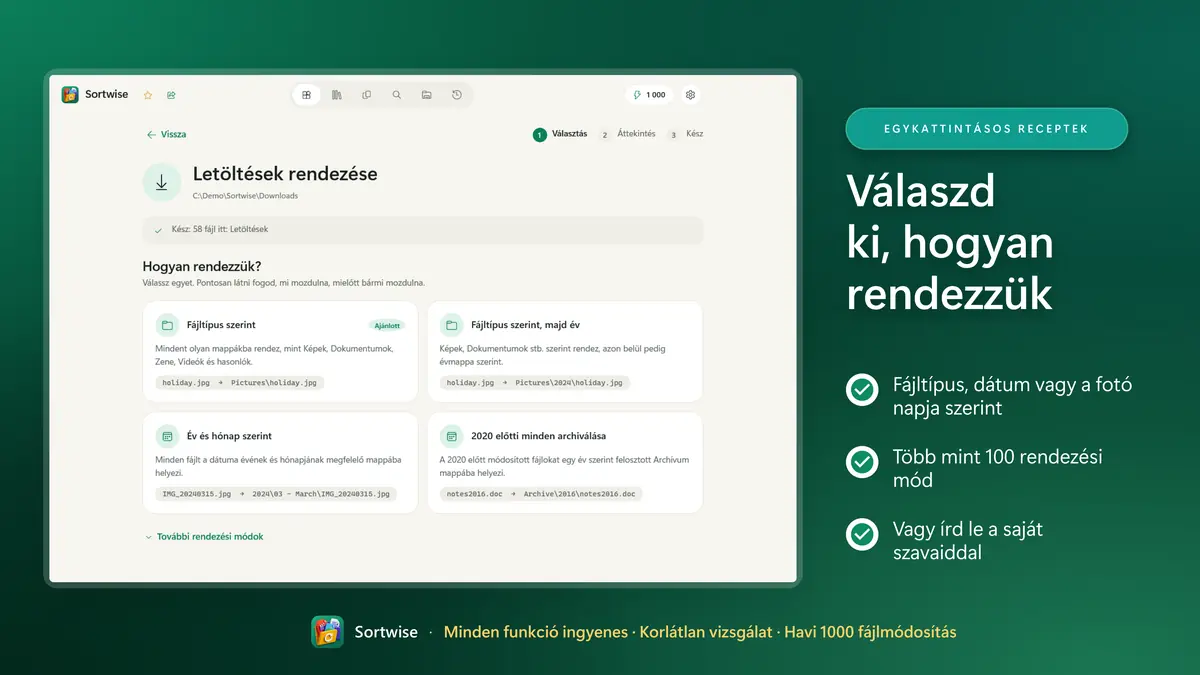 Sortwise
1 000
Vissza
1 Választás 2 Áttekintés 3 Kész
Letöltések rendezése
C:\Demo\Sortwise\Downloads
Kész: 58 fájl itt: Letöltések
Hogyan rendezzük?
Válassz egyet. Pontosan látni fogod, mi mozdulna, mielőtt bármi mozdulna.
Fájltípus szerint
Ajánlott
Mindent olyan mappákba rendez, mint Képek, Dokumentumok,
Zene, Videók és hasonlók.
holiday.jpg → Pictures\holiday.jpg
Fájltípus szerint, majd év
Képek, Dokumentumok stb. szerint rendez, azon belül pedig
évmappa szerint.
holiday.jpg → Pictures\2024\holiday.jpg
Év és hónap szerint
Minden fájlt a dátuma évének és hónapjának megfelelő mappába
helyezi.
IMG_20240315.jpg → 2024\03 - March\IMG_20240315.jpg
2020 előtti minden archiválása
A 2020 előtt módosított fájlokat egy év szerint felosztott Archívum
mappába helyezi.
notes2016.doc → Archive\2016\notes2016.doc
További rendezési módok
EGYKATTINTÁSOS RECEPTEK
Válaszd
ki, hogyan
rendezzük
Fájltípus, dátum vagy a fotó
napja szerint
Több mint 100 rendezési
mód
Vagy írd le a saját
szavaiddal
Sortwise · Minden funkció ingyenes · Korlátlan vizsgálat · Havi 1000 fájlmódosítás